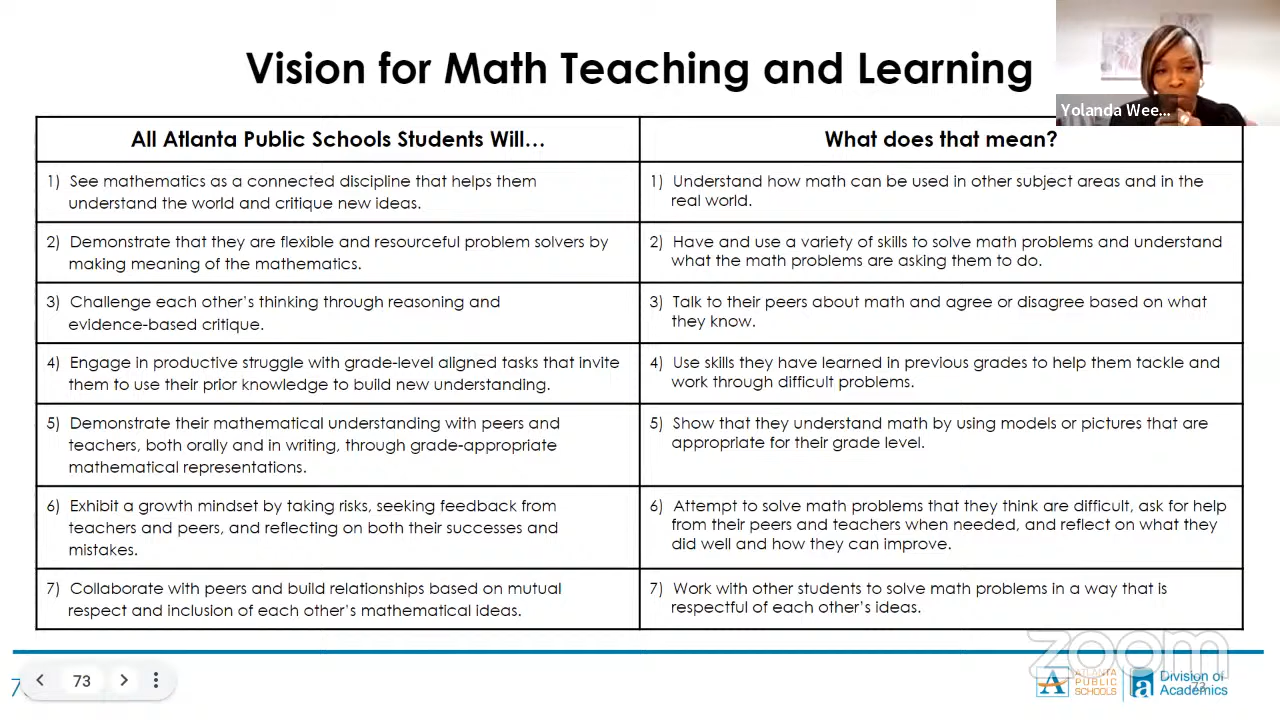 Vision for Math Teaching and Learning
Yolanda Wee...
All Atlanta Public Schools Students Will…
What does that mean?
1) See mathematics as a connected discipline that helps them
understand the world and critique new ideas.
1) Understand how math can be used in other subject areas and in the
real world.
2) Demonstrate that they are flexible and resourceful problem solvers by
making meaning of the mathematics.
2) Have and use a variety of skills to solve math problems and understand
what the math problems are asking them to do.
3) Challenge each other's thinking through reasoning and
evidence-based critique.
3) Talk to their peers about math and agree or disagree based on what
they know.
4) Engage in productive struggle with grade-level aligned tasks that invite
them to use their prior knowledge to build new understanding.
4) Use skills they have learned in previous grades to help them tackle and
work through difficult problems.
5) Demonstrate their mathematical understanding with peers and
teachers, both orally and in writing, through grade-appropriate
mathematical representations.
5) Show that they understand math by using models or pictures that are
appropriate for their grade level.
6) Exhibit a growth mindset by taking risks, seeking feedback from
teachers and peers, and reflecting on both their successes and
mistakes.
6) Attempt to solve math problems that they think are difficult, ask for help
from their peers and teachers when needed, and reflect on what they
did well and how they can improve.
7) Collaborate with peers and build relationships based on mutual
respect and inclusion of each other's mathematical ideas.
7) Work with other students to solve math problems in a way that is
respectful of each other's ideas.
zoom
73
ATLANTA
PUBLIC
SCHOOLS
Division of
Academics